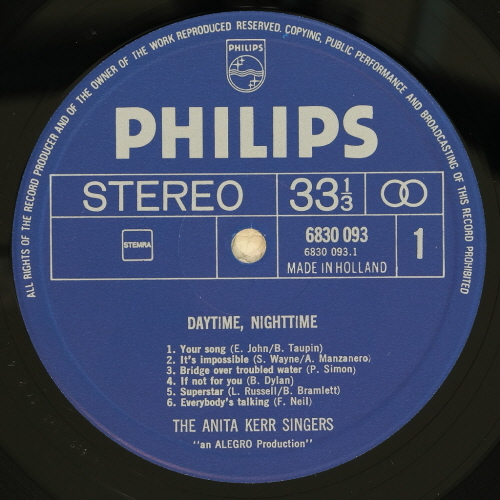 ALL RIGHTS OF THE RECORD PRODUCER AND OF THE OWNER OF THE WORK REPRODUCED RESERVED. COPYING, PUBLIC PERFORMANCE AND BROADCASTING OF THIS RECORD PROHIBITED
PHILIPS
PHILIPS
STEREO 33 1/3
STEMRA 6830 093 1
6830 093.1
MADE IN HOLLAND
DAYTIME, NIGHTTIME
1. Your song (E. John/B. Taupin)
2. It's impossible (S. Wayne/A. Manzanero)
3. Bridge over troubled water (P. Simon)
4. If not for you (B. Dylan)
5. Superstar (L. Russell/B. Bramlett)
6. Everybody's talking (F. Neil)
THE ANITA KERR SINGERS
"an ALEGRO Production"